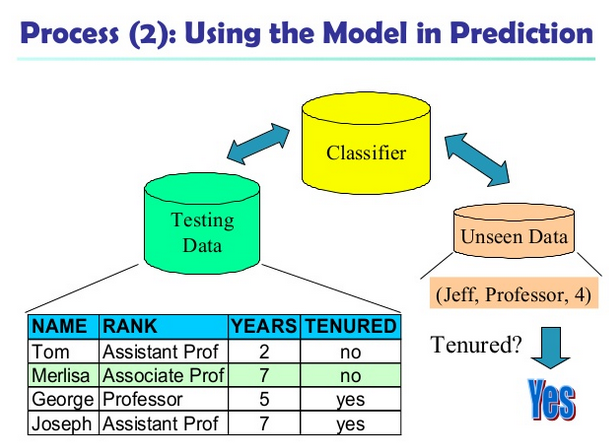 Process (2): Using the Model in Prediction
Classifier
Testing
Data
Unseen Data
(Jeff, Professor, 4)
NAME RANK YEARS TENURED
Tom Assistant Prof 2 no
Merlisa Associate Prof 7 no
George Professor 5 yes
Joseph Assistant Prof 7 yes
Tenured?
Yes